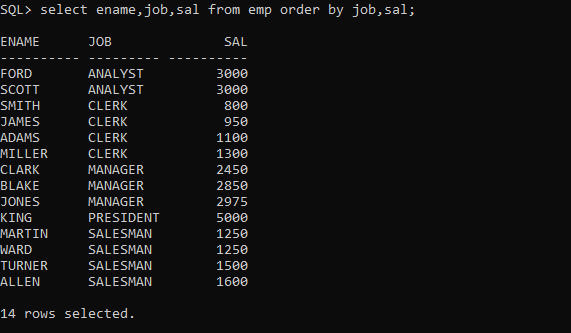 SQL> select ename,job,sal from emp order by job,sal;
ENAME      JOB              SAL
---------- --------- ----------
FORD       ANALYST         3000
SCOTT      ANALYST         3000
SMITH      CLERK            800
JAMES      CLERK            950
ADAMS      CLERK           1100
MILLER     CLERK           1300
CLARK      MANAGER         2450
BLAKE      MANAGER         2850
JONES      MANAGER         2975
KING       PRESIDENT       5000
MARTIN     SALESMAN        1250
WARD       SALESMAN        1250
TURNER     SALESMAN        1500
ALLEN      SALESMAN        1600
14 rows selected.